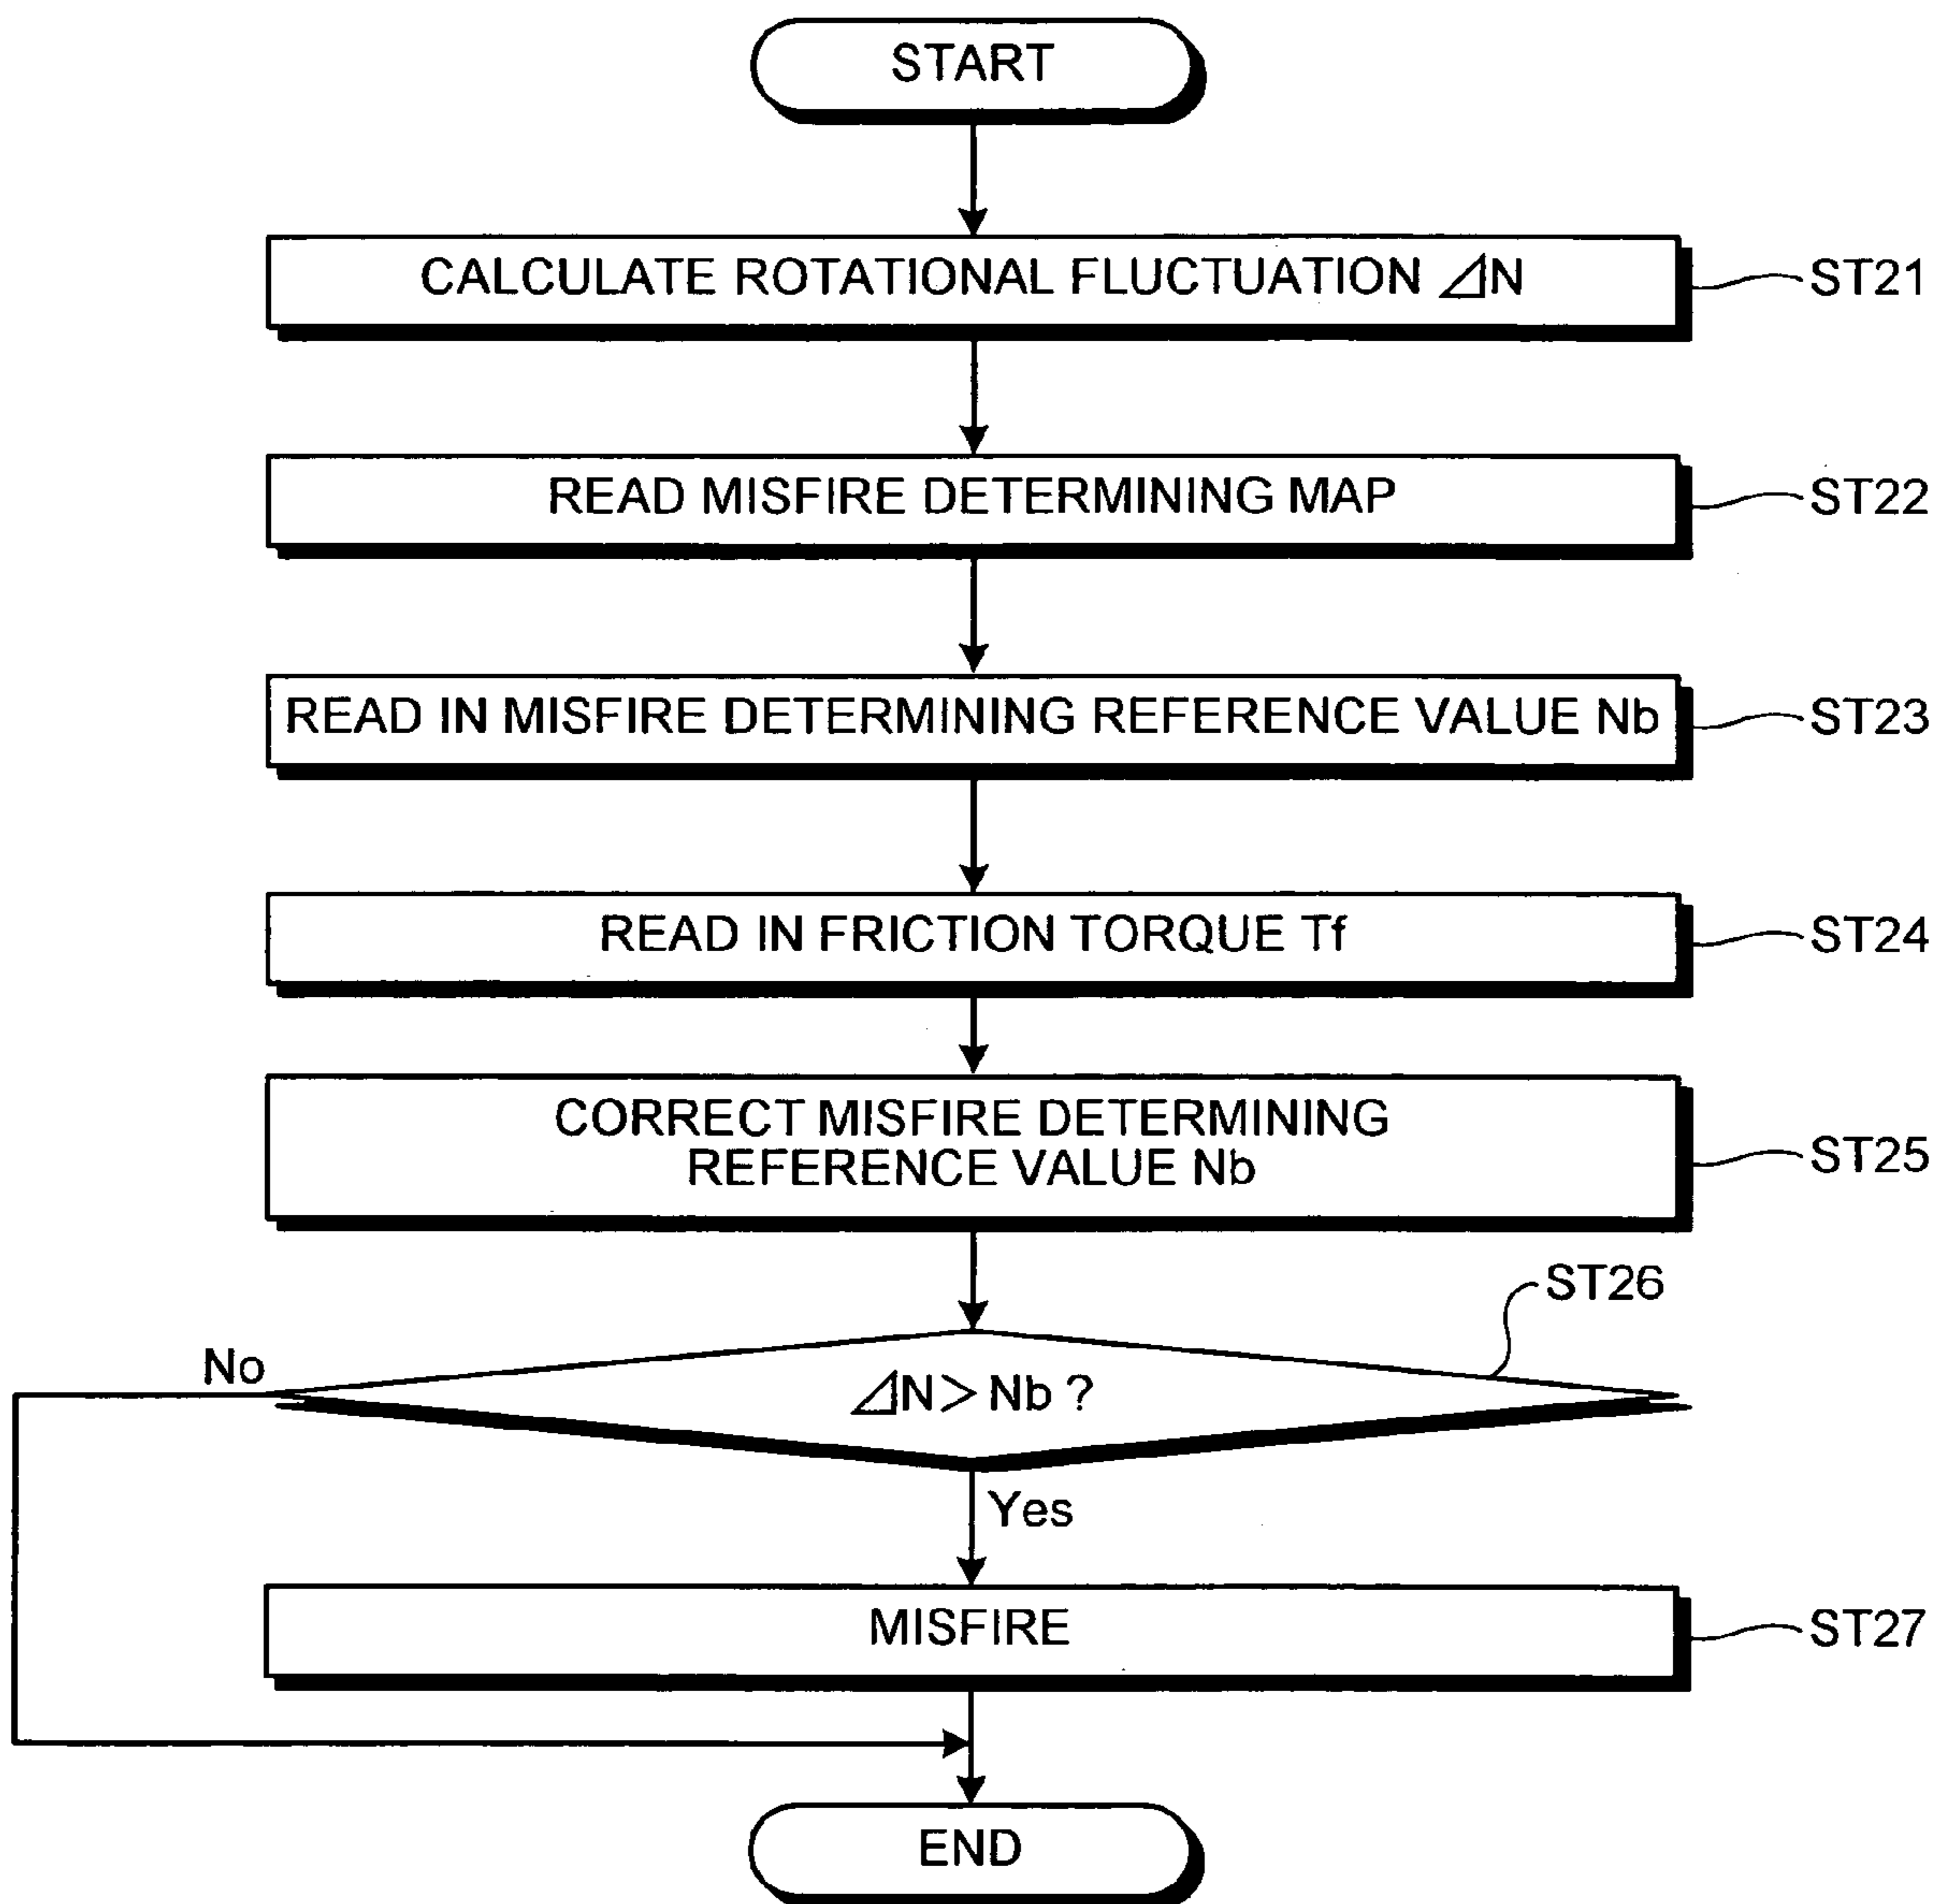 START
CALCULATE ROTATIONAL FLUCTUATION ⊿N
ST21
READ MISFIRE DETERMINING MAP
ST22
READ IN MISFIRE DETERMINING REFERENCE VALUE Nb
ST23
READ IN FRICTION TORQUE Tf
ST24
CORRECT MISFIRE DETERMINING
REFERENCE VALUE Nb
ST25
ST26
No
⊿N> Nb ?
Yes
MISFIRE
ST27
END